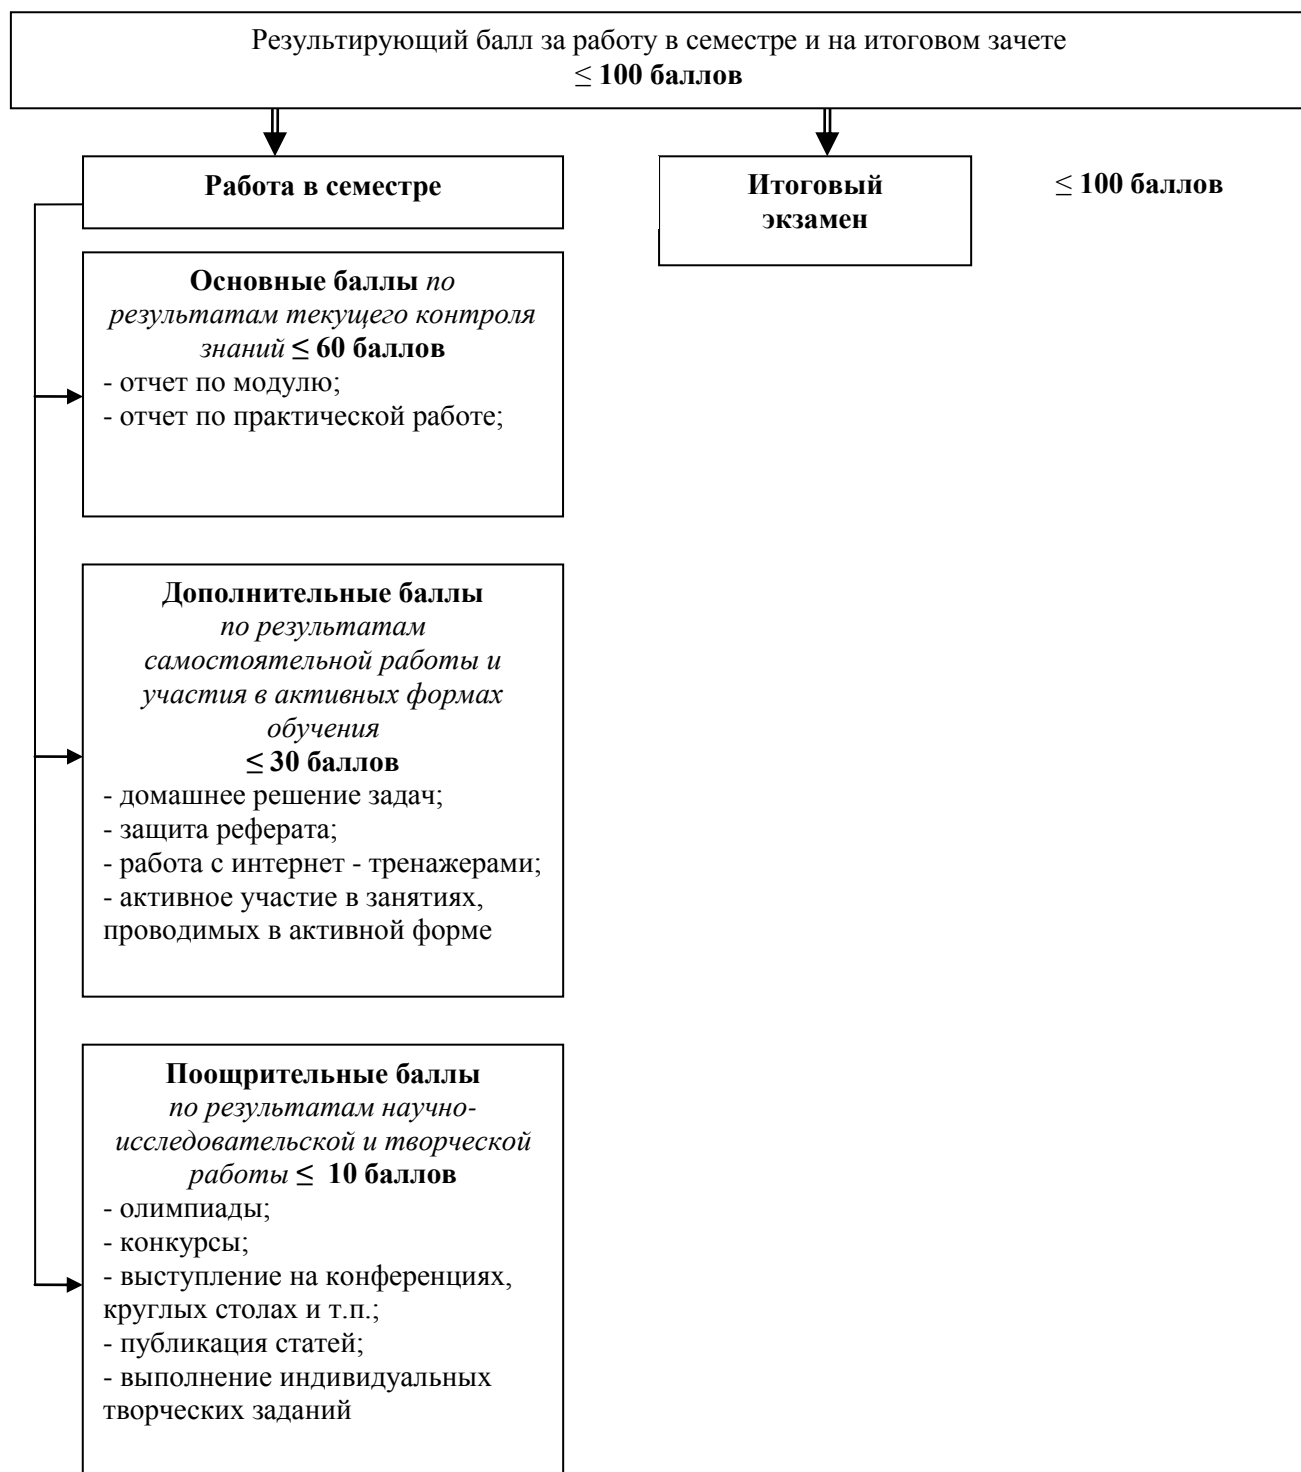 Результирующий балл за работу в семестре и на итоговом зачете
≤ 100 баллов
Работа в семестре
Итоговый
экзамен
≤ 100 баллов
Основные баллы по
результатам текущего контроля
знаний ≤ 60 баллов
- отчет по модулю;
- отчет по практической работе;
Дополнительные баллы
по результатам
самостоятельной работы и
участия в активных формах
обучения
≤ 30 баллов
- домашнее решение задач;
- защита реферата;
- работа с интернет - тренажерами;
- активное участие в занятиях,
проводимых в активной форме
Поощрительные баллы
по результатам научно-
исследовательской и творческой
работы ≤ 10 баллов
- олимпиады;
- конкурсы;
- выступление на конференциях,
круглых столах и т.п.;
- публикация статей;
- выполнение индивидуальных
творческих заданий